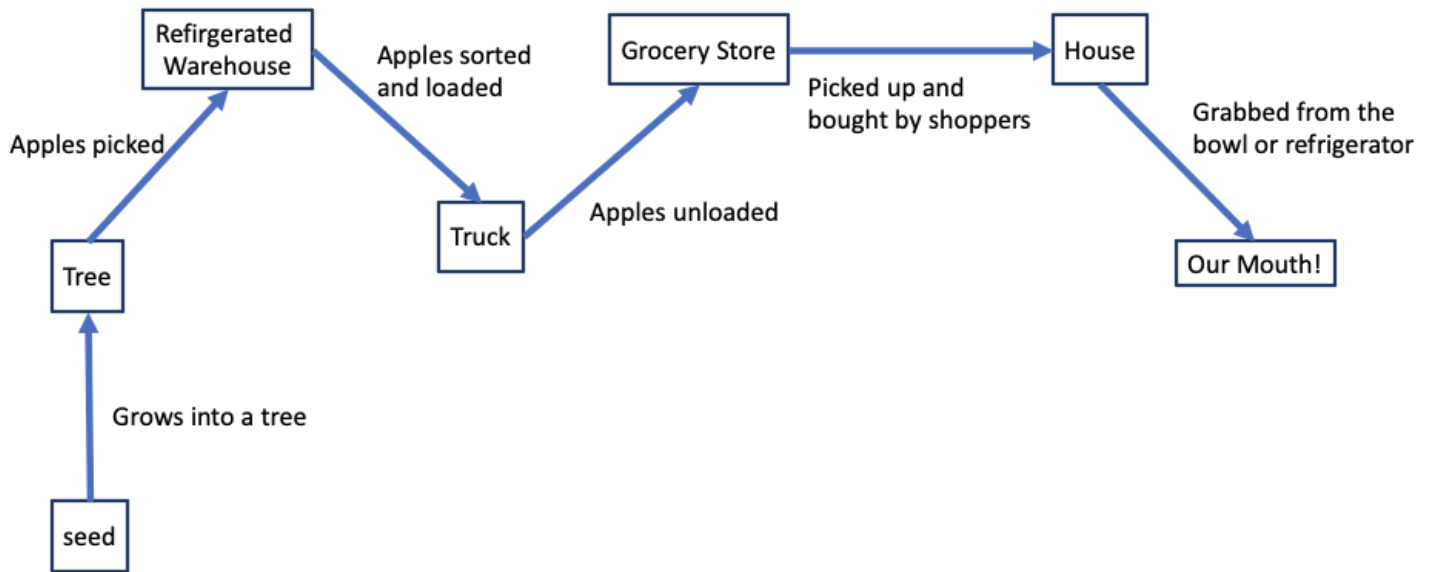 Refirgerated
Warehouse
Apples sorted
and loaded
Grocery Store
House
Picked up and
bought by shoppers
Grabbed from the
bowl or refrigerator
Apples picked
Apples unloaded
Truck
Tree
Our Mouth!
Grows into a tree
seed